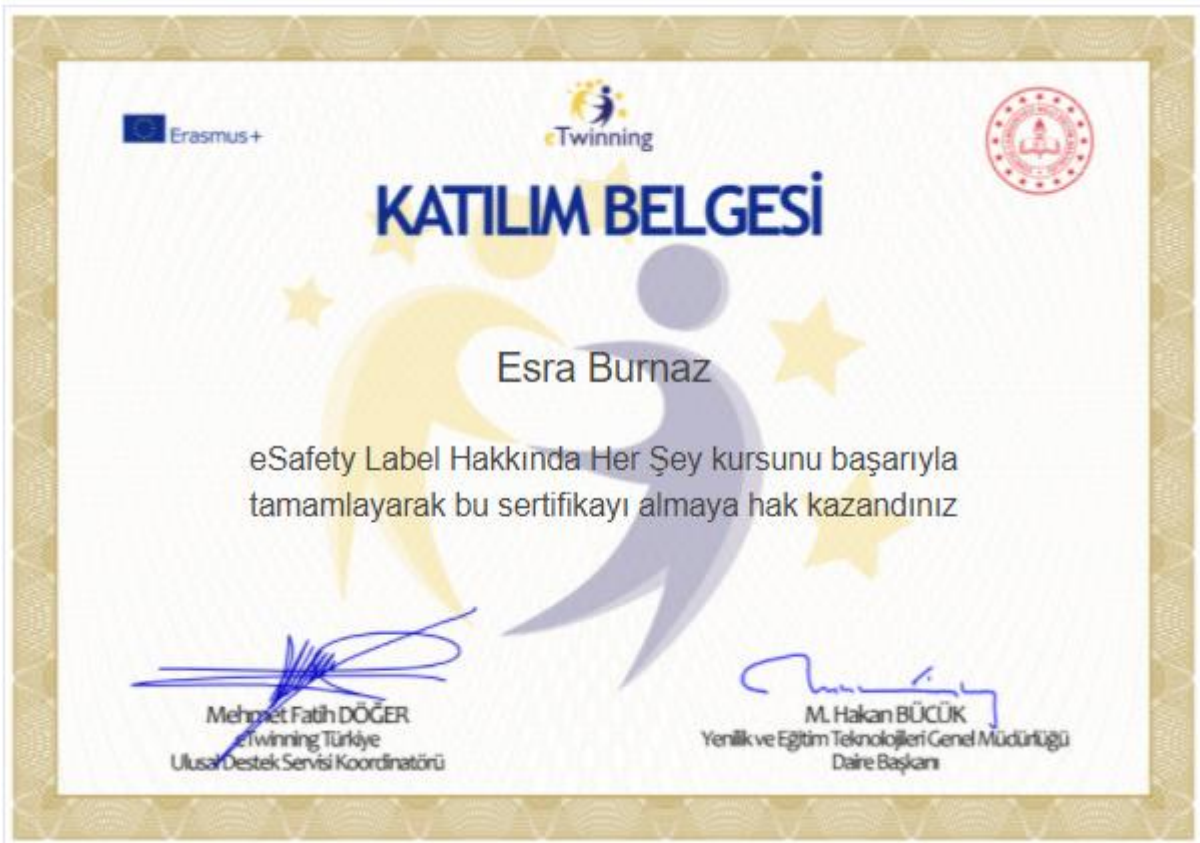 Erasmus+
eTwinning
KATILIM BELGESİ
Esra Burnaz
eSafety Label Hakkında Her Şey kursunu başarıyla
tamamlayarak bu sertifikayı almaya hak kazandınız
Mehmet Fatih DÖĞER
eTwinning Türkiye
Ulusal Destek Servisi Koordinatörü
M. Hakan BÜCÜK
Yenilik ve Eğitim Teknolojileri Genel Müdürlüğü
Daire Başkanı